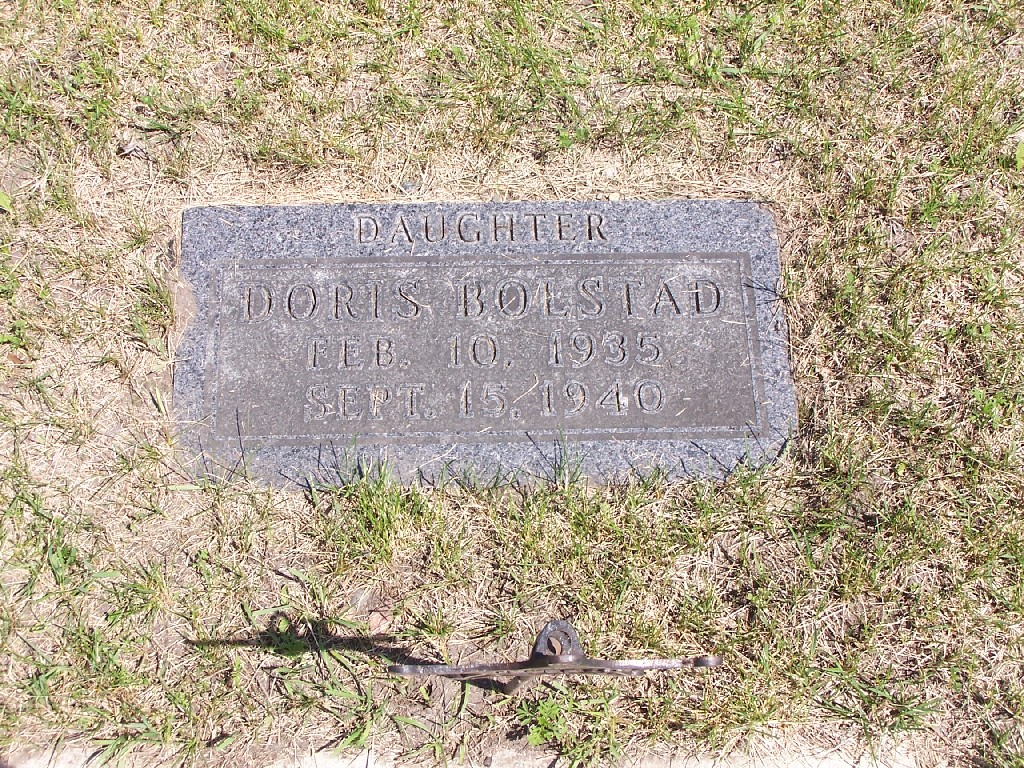 DAUGHTER
DORIS BOLSTAD
FEB. 10, 1935
SEPT. 15, 1940